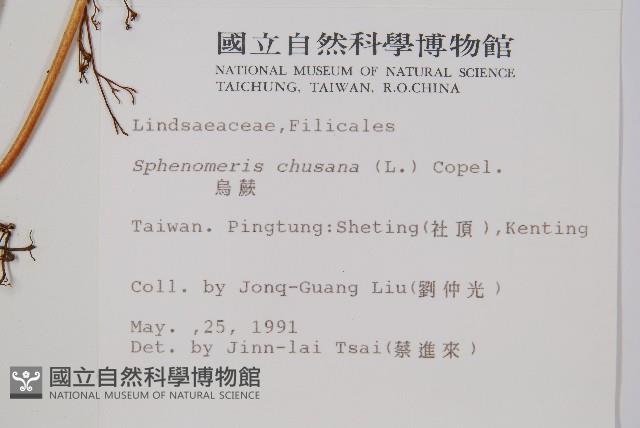 國立自然科學博物館
NATIONAL MUSEUM OF NATURAL SCIENCE
TAICHUNG, TAIWAN, R.O.CHINA
Lindsaeaceae,Filicales
Sphenomeris chusana (L.) Copel.
烏蕨
Taiwan. Pingtung:Sheting(社頂),Kenting
Coll. by Jonq-Guang Liu(劉仲光)
May. ,25, 1991
Det. by Jinn-lai Tsai(蔡進來)
國立自然科學博物館
NATIONAL MUSEUM OF NATURAL SCIENCE